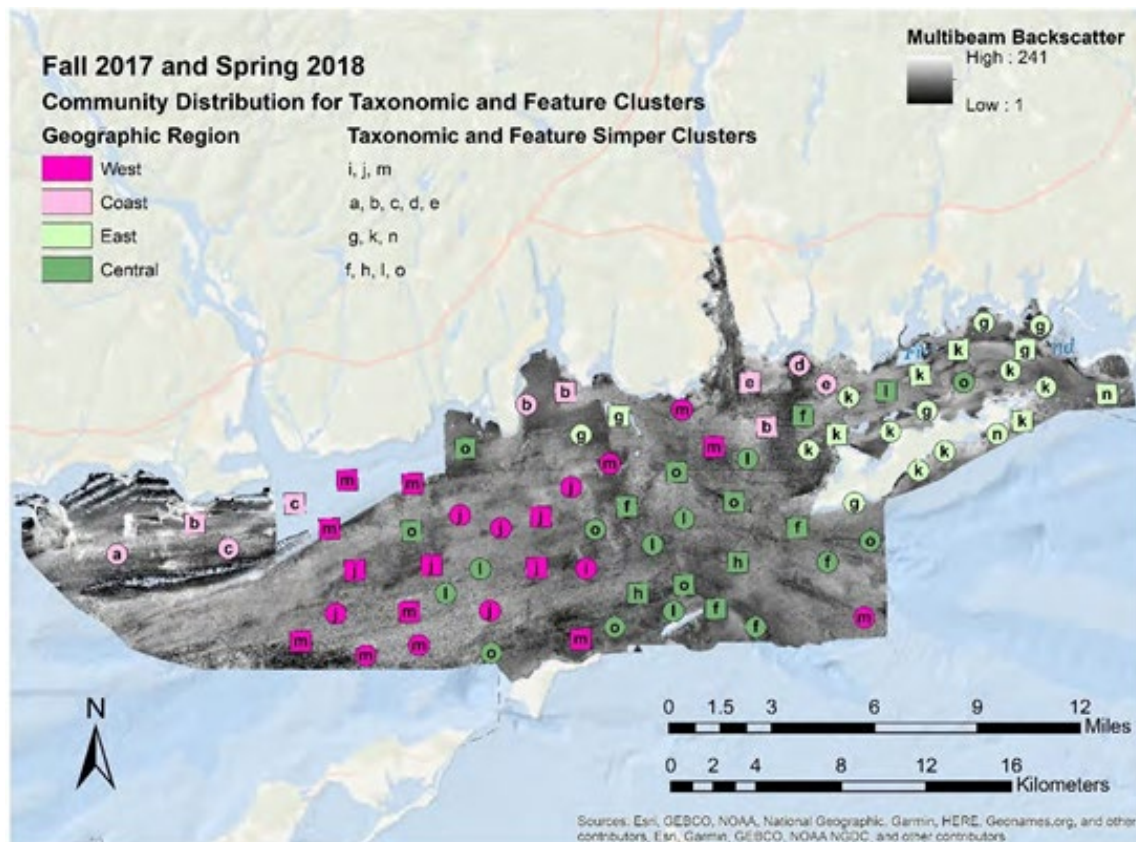 Fall 2017 and Spring 2018
Community Distribution for Taxonomic and Feature Clusters
Geographic Region Taxonomic and Feature Simper Clusters
West i, j, m
Coast a, b, c, d, e
East g, k, n
Central f, h, l, o
Multibeam Backscatter
High : 241
Low : 1
g g
k g
d k k
e e l o k n
b b m k g k
g b f n
g m k k k
o m l k
m o k
m m j
c f o g
b m j j j l f
o o o
a c l h f
j j l j i
l h o
j m j l f
m o f m
m m m o
N
0 1.5 3 6 9 12
Miles
0 2 4 8 12 16
Kilometers
Sources: Esri, GEBCO, NOAA, National Geographic, Garmin, HERE, Geonames.org, and other
contributors, Esri, Garmin, GEBCO, NOAA NGDC, and other contributors